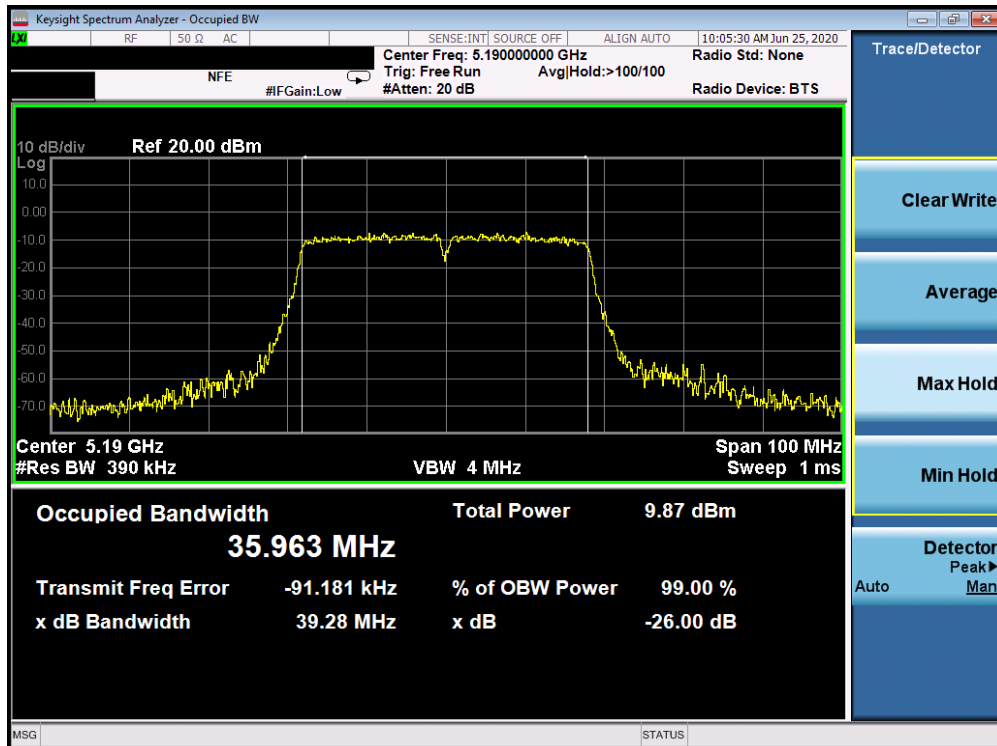 Keysight Spectrum Analyzer - Occupied BW
LXI RF 50 Ω AC SENSE:INT SOURCE OFF ALIGN AUTO 10:05:30 AM Jun 25, 2020
NFE
#IFGain:Low
Center Freq: 5.190000000 GHz
Trig: Free Run Avg|Hold:>100/100
#Atten: 20 dB
Radio Std: None
Radio Device: BTS
10 dB/div Ref 20.00 dBm
Log
10.0
0.00
-10.0
-20.0
-30.0
-40.0
-50.0
-60.0
-70.0
Center 5.19 GHz Span 100 MHz
#Res BW 390 kHz VBW 4 MHz Sweep 1 ms
Occupied Bandwidth Total Power 9.87 dBm
35.963 MHz
Transmit Freq Error -91.181 kHz % of OBW Power 99.00 %
x dB Bandwidth 39.28 MHz x dB -26.00 dB
Trace/Detector
Clear Write
Average
Max Hold
Min Hold
Detector
Peak▶
Auto Man
MSG STATUS